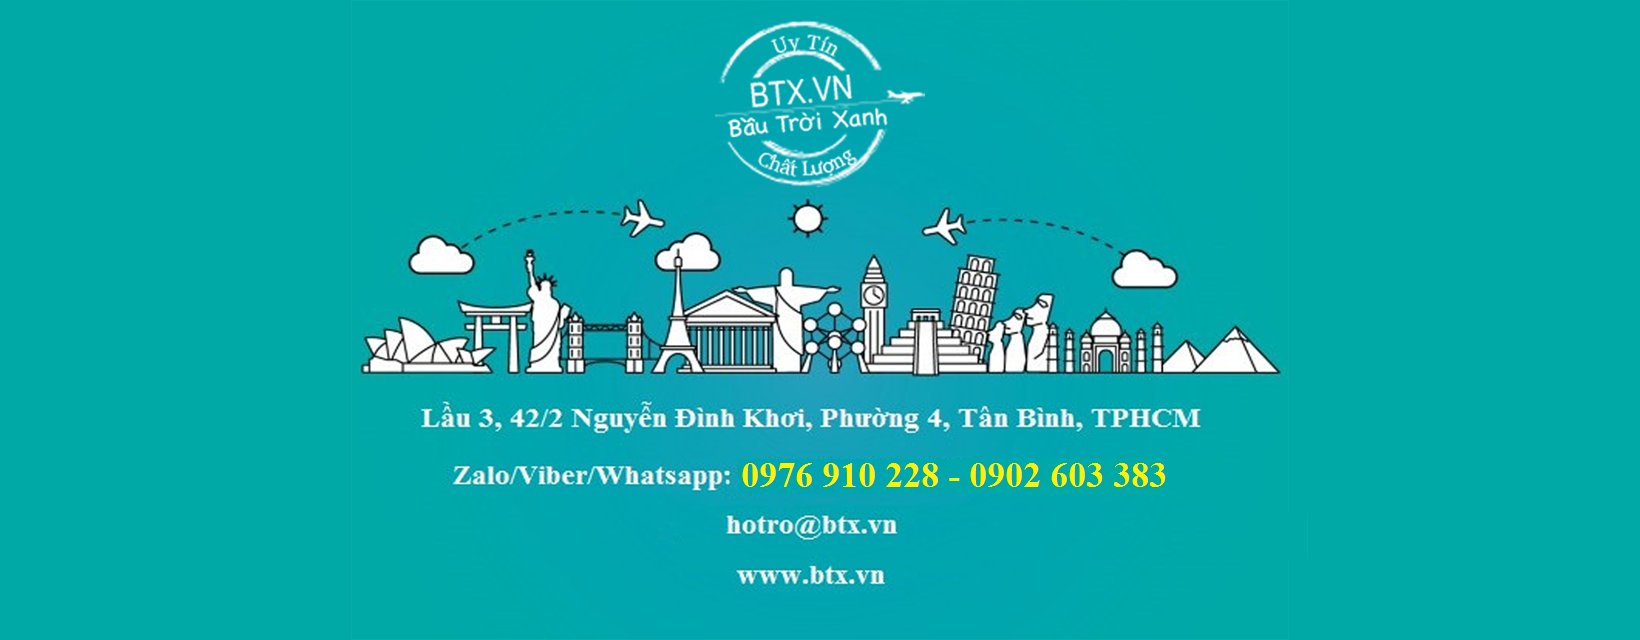 Uy Tín
BTX.VN
Bầu Trời Xanh
Chất Lượng
Lầu 3, 42/2 Nguyễn Đình Khơi, Phường 4, Tân Bình, TPHCM
Zalo/Viber/Whatsapp: 0976 910 228 - 0902 603 383
hotro@btx.vn
www.btx.vn